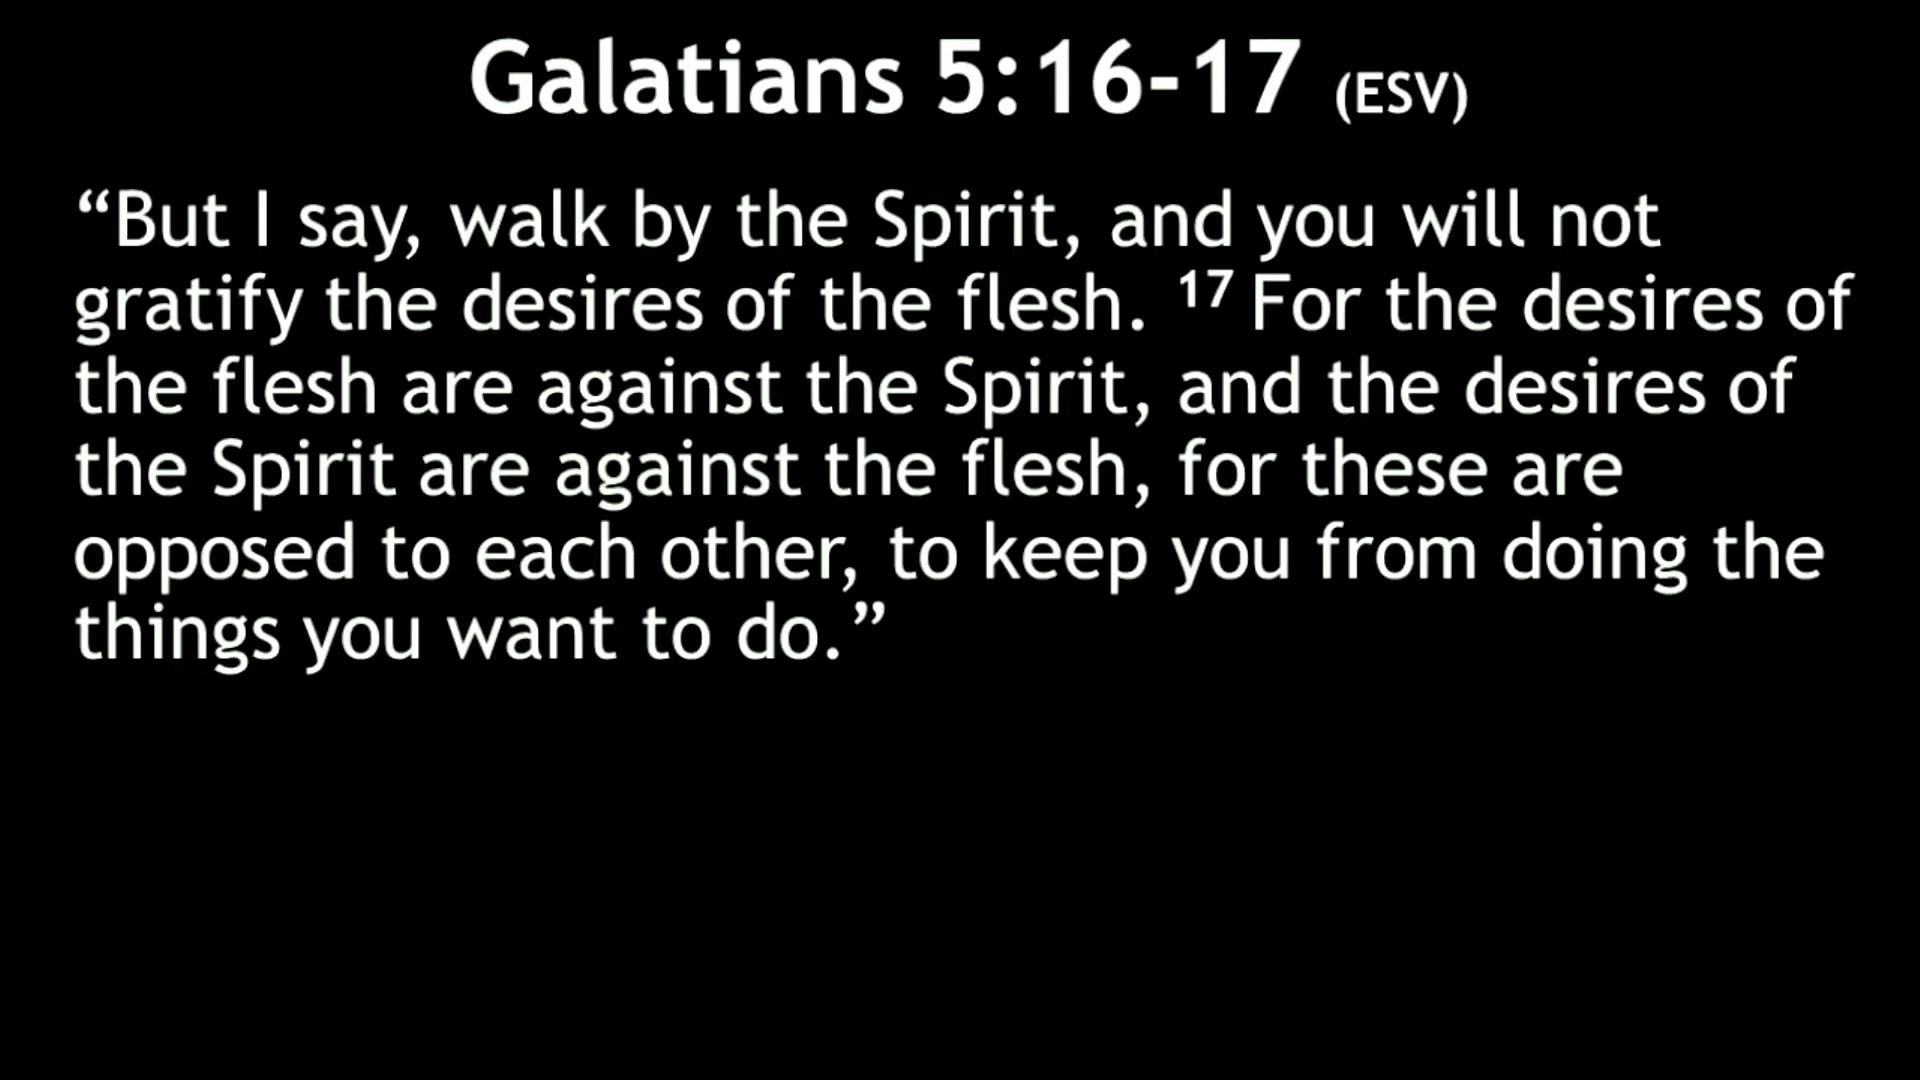 Galatians 5:16-17 (ESV)
“But I say, walk by the Spirit, and you will not
gratify the desires of the flesh. ¹⁷ For the desires of
the flesh are against the Spirit, and the desires of
the Spirit are against the flesh, for these are
opposed to each other, to keep you from doing the
things you want to do.”